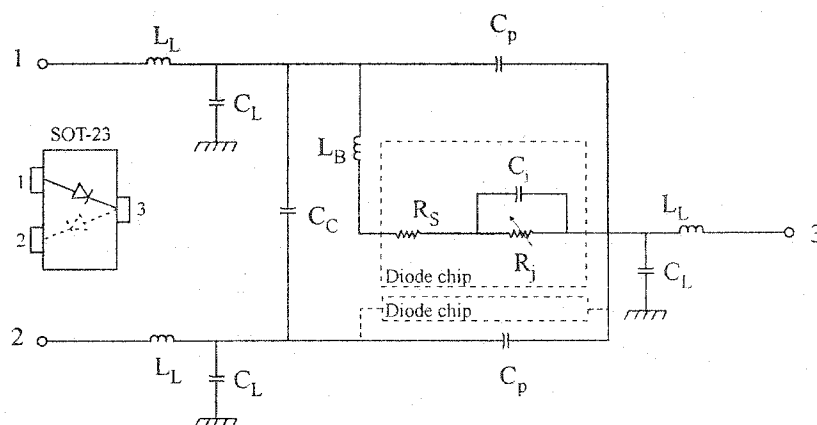 C_p
1
L_L
C_L
SOT-23
L_B
C_j
1
3
R_S
L_L
C_C
3
2
R_j
Diode chip
C_L
Diode chip
2
L_L
C_L
C_p